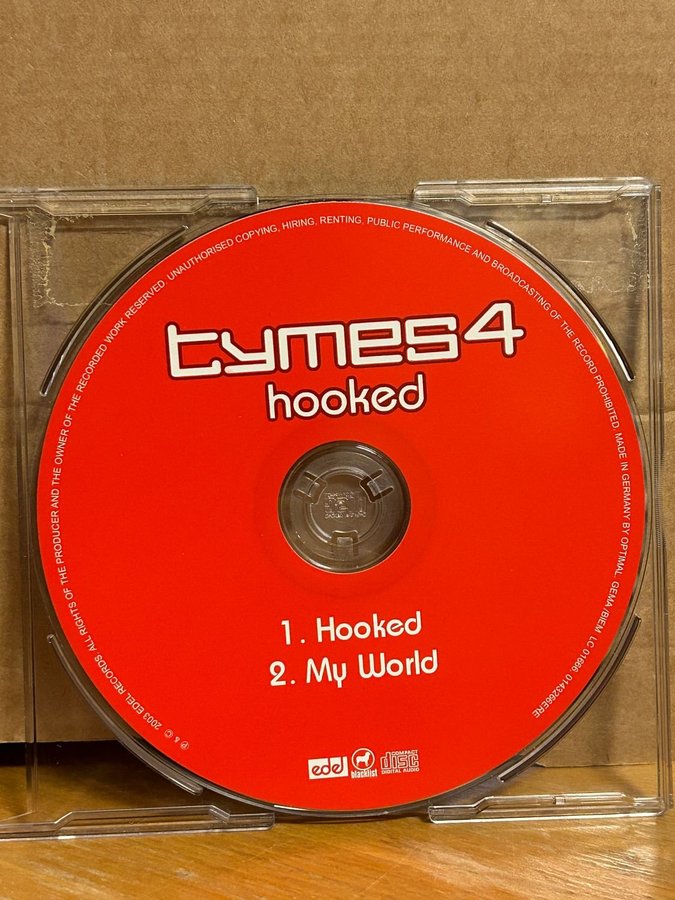 tymes4
hooked
1. Hooked
2. My World
edel
blacklist
COMPACT
disc
DIGITAL AUDIO
℗ & © 2003 EDEL RECORDS ALL RIGHTS OF THE PRODUCER AND THE OWNER OF THE RECORDED WORK RESERVED. UNAUTHORISED COPYING, HIRING, RENTING, PUBLIC PERFORMANCE AND BROADCASTING OF THE RECORD PROHIBITED. MADE IN GERMANY BY OPTIMAL. GEMA/BIEM LC 01666 0143266ERE